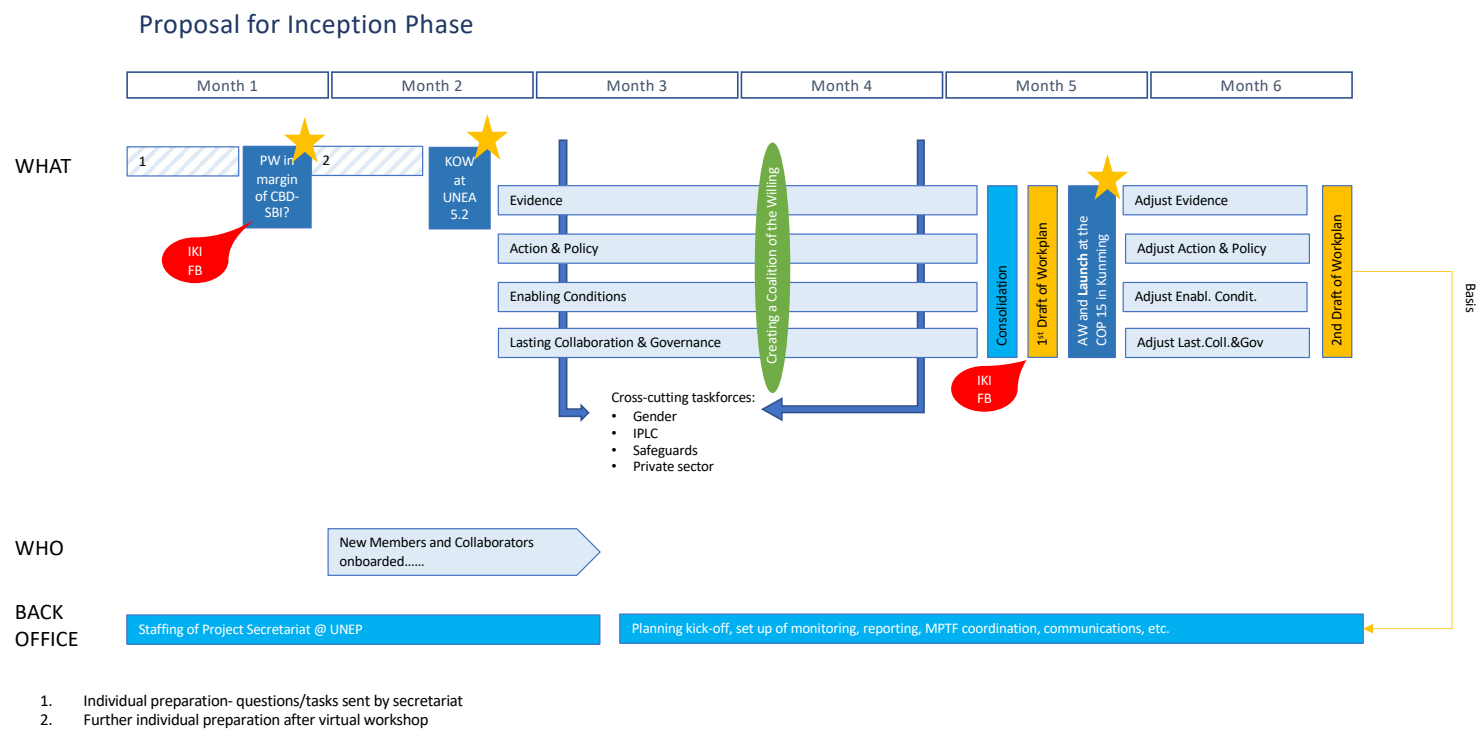 Proposal for Inception Phase
Month 1
Month 2
Month 3
Month 4
Month 5
Month 6
WHAT
1
PW in
margin
of CBD-
SBI?
2
KOW
at
UNEA
5.2
IKI
FB
Evidence
Action & Policy
Enabling Conditions
Lasting Collaboration & Governance
Creating a Coalition of the Willing
Consolidation
1st Draft of Workplan
AW and Launch at the
COP 15 in Kunming
Adjust Evidence
Adjust Action & Policy
Adjust Enabl. Condit.
Adjust Last.Coll.&Gov
2nd Draft of Workplan
Basis
IKI
FB
Cross-cutting taskforces:
• Gender
• IPLC
• Safeguards
• Private sector
WHO
New Members and Collaborators
onboarded......
BACK
OFFICE
Staffing of Project Secretariat @ UNEP
Planning kick-off, set up of monitoring, reporting, MPTF coordination, communications, etc.
1. Individual preparation- questions/tasks sent by secretariat
2. Further individual preparation after virtual workshop